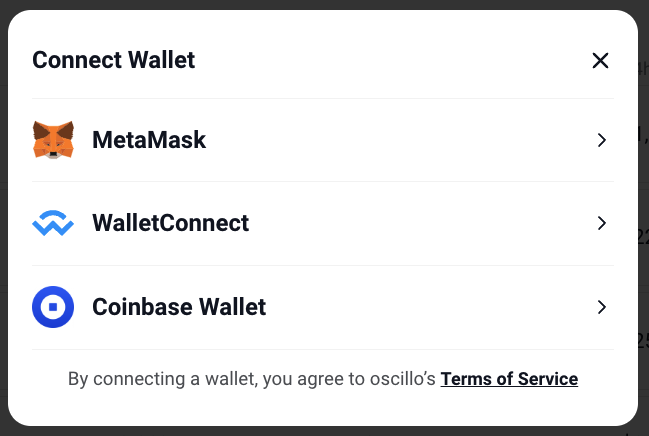 Connect Wallet
MetaMask
WalletConnect
Coinbase Wallet
By connecting a wallet, you agree to oscillo’s Terms of Service